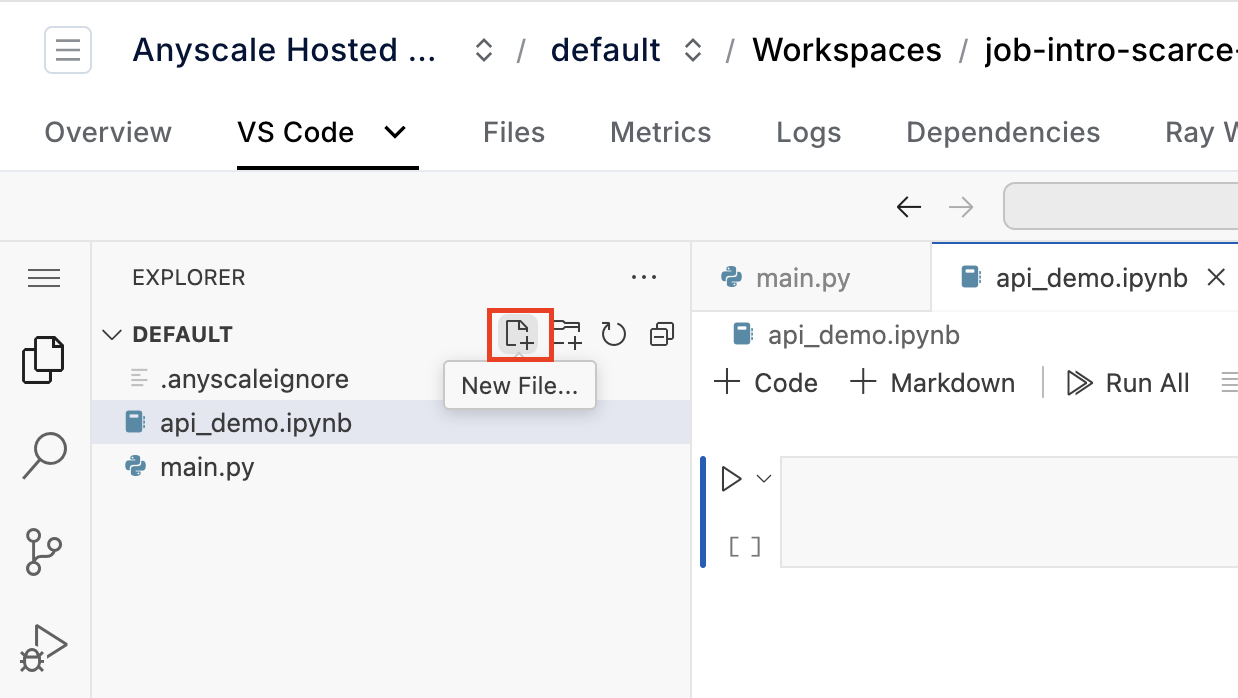 Anyscale Hosted ... / default / Workspaces / job-intro-scarce-
Overview VS Code Files Metrics Logs Dependencies Ray W
EXPLORER ...
main.py api_demo.ipynb
DEFAULT
api_demo.ipynb
.anyscaleignore
New File...
Code Markdown Run All
api_demo.ipynb
main.py
[ ]